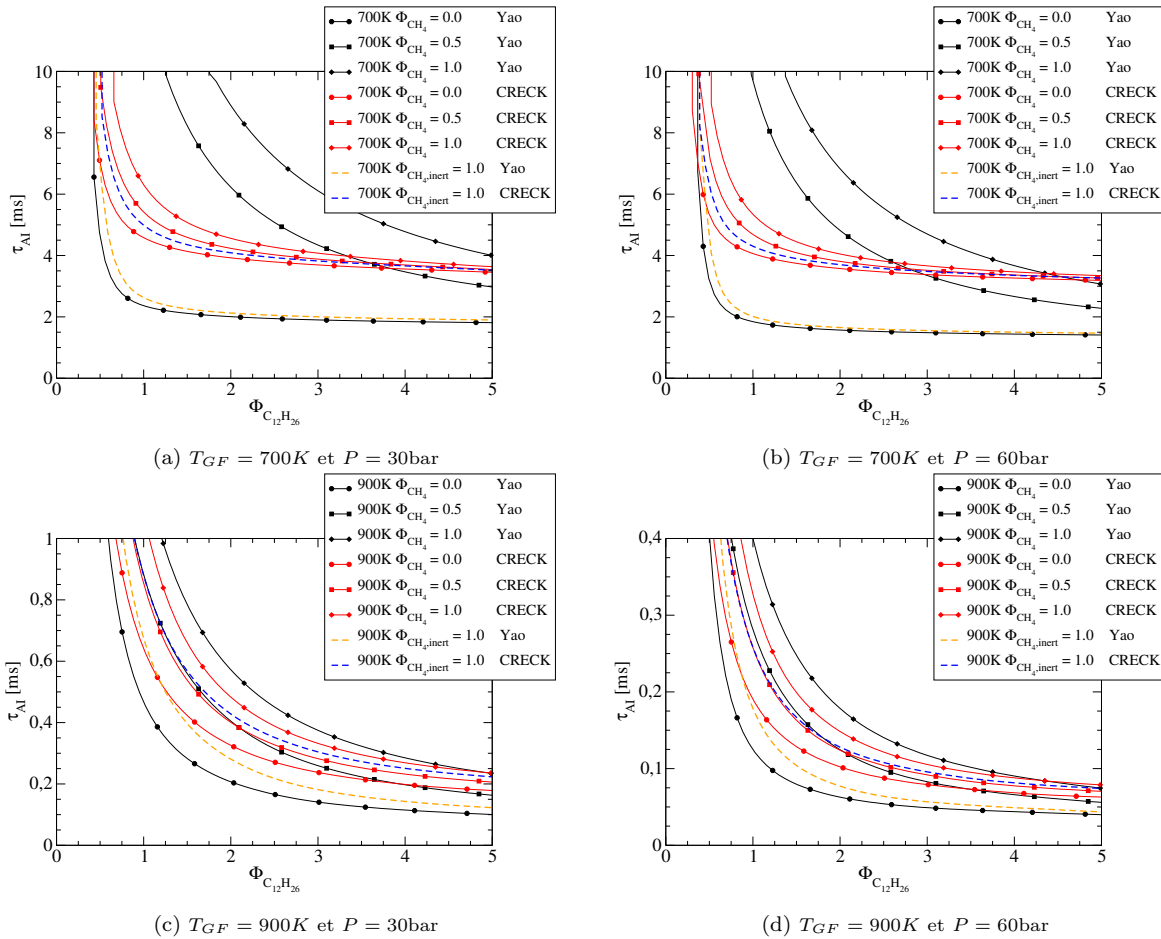 700K Φ_CH₄ = 0.0 Yao
700K Φ_CH₄ = 0.5 Yao
700K Φ_CH₄ = 1.0 Yao
700K Φ_CH₄ = 0.0 CRECK
700K Φ_CH₄ = 0.5 CRECK
700K Φ_CH₄ = 1.0 CRECK
700K Φ_CH₄,inert = 1.0 Yao
700K Φ_CH₄,inert = 1.0 CRECK
10
8
6
4
2
0
τ_AI [ms]
0 1 2 3 4 5
Φ_C₁₂H₂₆
(a) T_GF = 700K et P = 30bar
700K Φ_CH₄ = 0.0 Yao
700K Φ_CH₄ = 0.5 Yao
700K Φ_CH₄ = 1.0 Yao
700K Φ_CH₄ = 0.0 CRECK
700K Φ_CH₄ = 0.5 CRECK
700K Φ_CH₄ = 1.0 CRECK
700K Φ_CH₄,inert = 1.0 Yao
700K Φ_CH₄,inert = 1.0 CRECK
10
8
6
4
2
0
τ_AI [ms]
0 1 2 3 4 5
Φ_C₁₂H₂₆
(b) T_GF = 700K et P = 60bar
900K Φ_CH₄ = 0.0 Yao
900K Φ_CH₄ = 0.5 Yao
900K Φ_CH₄ = 1.0 Yao
900K Φ_CH₄ = 0.0 CRECK
900K Φ_CH₄ = 0.5 CRECK
900K Φ_CH₄ = 1.0 CRECK
900K Φ_CH₄,inert = 1.0 Yao
900K Φ_CH₄,inert = 1.0 CRECK
1
0,8
0,6
0,4
0,2
0
τ_AI [ms]
0 1 2 3 4 5
Φ_C₁₂H₂₆
(c) T_GF = 900K et P = 30bar
900K Φ_CH₄ = 0.0 Yao
900K Φ_CH₄ = 0.5 Yao
900K Φ_CH₄ = 1.0 Yao
900K Φ_CH₄ = 0.0 CRECK
900K Φ_CH₄ = 0.5 CRECK
900K Φ_CH₄ = 1.0 CRECK
900K Φ_CH₄,inert = 1.0 Yao
900K Φ_CH₄,inert = 1.0 CRECK
0,4
0,3
0,2
0,1
0
τ_AI [ms]
0 1 2 3 4 5
Φ_C₁₂H₂₆
(d) T_GF = 900K et P = 60bar